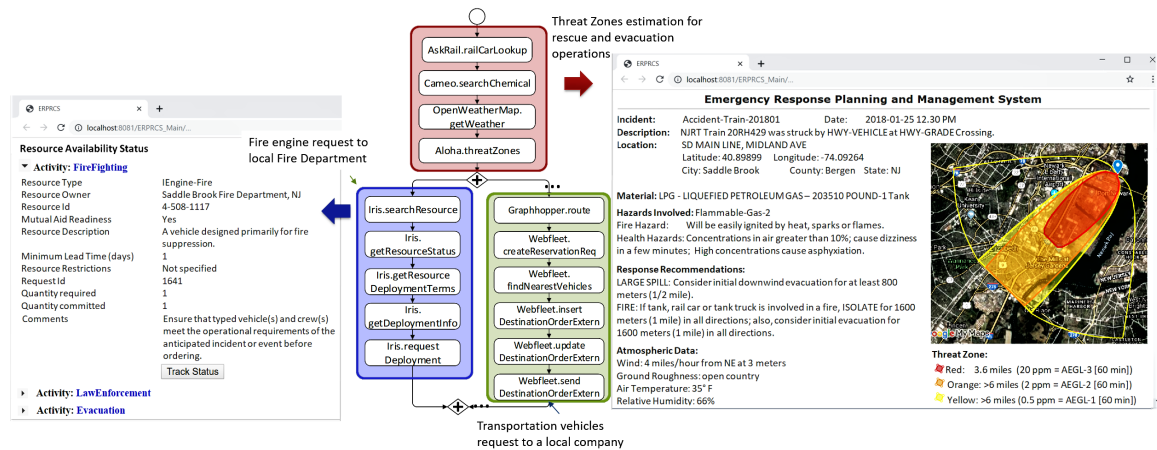 Threat Zones estimation for
rescue and evacuation
operations
AskRail.railCarLookup
Cameo.searchChemical
OpenWeatherMap.
getWeather
Aloha.threatZones
Fire engine request to
local Fire Department
Iris.searchResource
Iris.
getResourceStatus
Iris.getResource
DeploymentTerms
Iris.
getDeploymentInfo
Iris.request
Deployment
Graphhopper.route
Webfleet.
createReservationReq
Webfleet.
findNearestVehicles
Webfleet.insert
DestinationOrderExtern
Webfleet.update
DestinationOrderExtern
Webfleet.send
DestinationOrderExtern
Transportation vehicles
request to a local company
ERPRCS
localhost:8081/ERPRCS_Main/...
Resource Availability Status
Activity: FireFighting
Resource Type IEngine-Fire
Resource Owner Saddle Brook Fire Department, NJ
Resource Id 4-508-1117
Mutual Aid Readiness Yes
Resource Description A vehicle designed primarily for fire
suppression.
Minimum Lead Time (days) 1
Resource Restrictions Not specified
Request Id 1641
Quantity required 1
Quantity committed 1
Comments Ensure that typed vehicle(s) and crew(s)
meet the operational requirements of the
anticipated incident or event before
ordering.
Track Status
Activity: LawEnforcement
Activity: Evacuation
ERPRCS
localhost:8081/ERPRCS_Main/...
Emergency Response Planning and Management System
Incident: Accident-Train-201801 Date: 2018-01-25 12.30 PM
Description: NJRT Train 20RH429 was struck by HWY-VEHICLE at HWY-GRADE Crossing.
Location: SD MAIN LINE, MIDLAND AVE
Latitude: 40.89899 Longitude: -74.09264
City: Saddle Brook County: Bergen State: NJ
Material: LPG - LIQUEFIED PETROLEUM GAS – 203510 POUND-1 Tank
Hazards Involved: Flammable-Gas-2
Fire Hazard: Will be easily ignited by heat, sparks or flames.
Health Hazards: Concentrations in air greater than 10%; cause dizziness
in a few minutes; High concentrations cause asphyxiation.
Response Recommendations:
LARGE SPILL: Consider initial downwind evacuation for at least 800
meters (1/2 mile).
FIRE: If tank, rail car or tank truck is involved in a fire, ISOLATE for 1600
meters (1 mile) in all directions; also, consider initial evacuation for
1600 meters (1 mile) in all directions.
Atmospheric Data:
Wind: 4 miles/hour from NE at 3 meters
Ground Roughness: open country
Air Temperature: 35° F
Relative Humidity: 66%
Google My Maps
Threat Zone:
Red: 3.6 miles (20 ppm = AEGL-3 [60 min])
Orange: >6 miles (2 ppm = AEGL-2 [60 min])
Yellow: >6 miles (0.5 ppm = AEGL-1 [60 min])